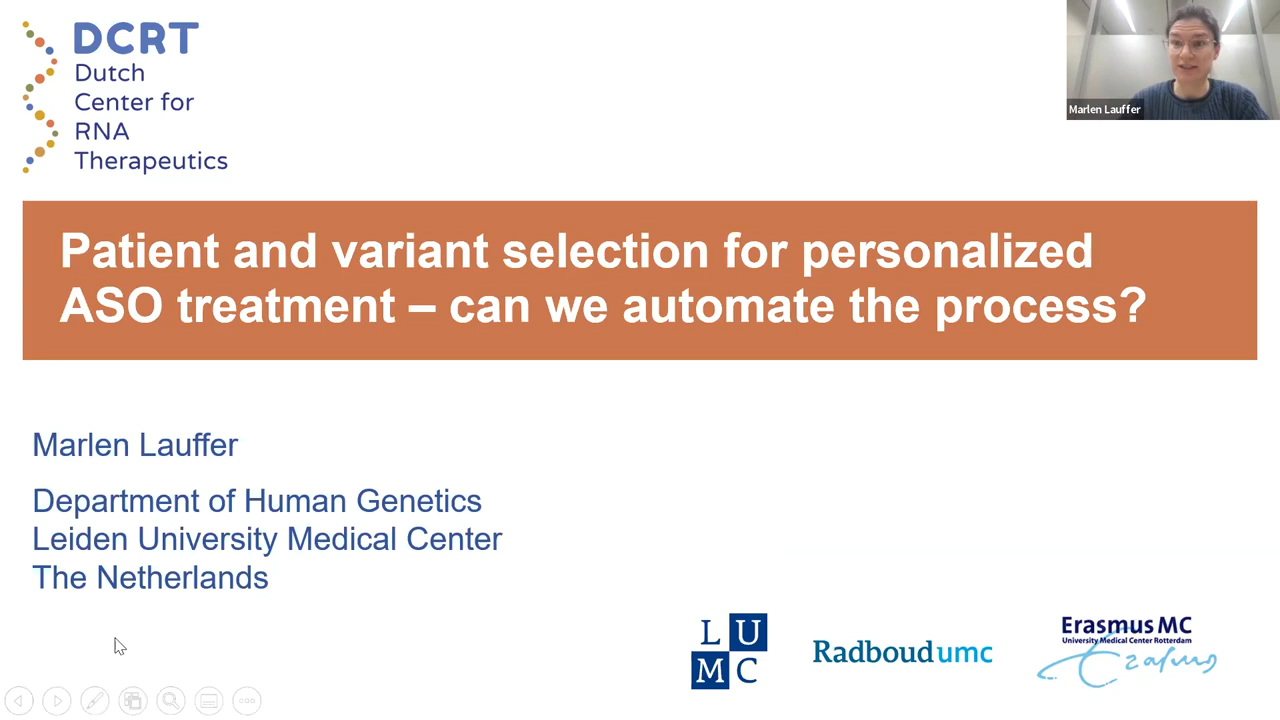 DCRT
Dutch
Center for
RNA
Therapeutics
Marlen Lauffer
Patient and variant selection for personalized
ASO treatment – can we automate the process?
Marlen Lauffer
Department of Human Genetics
Leiden University Medical Center
The Netherlands
L U
M C
Radboudumc
Erasmus MC
University Medical Center Rotterdam
Erasmus